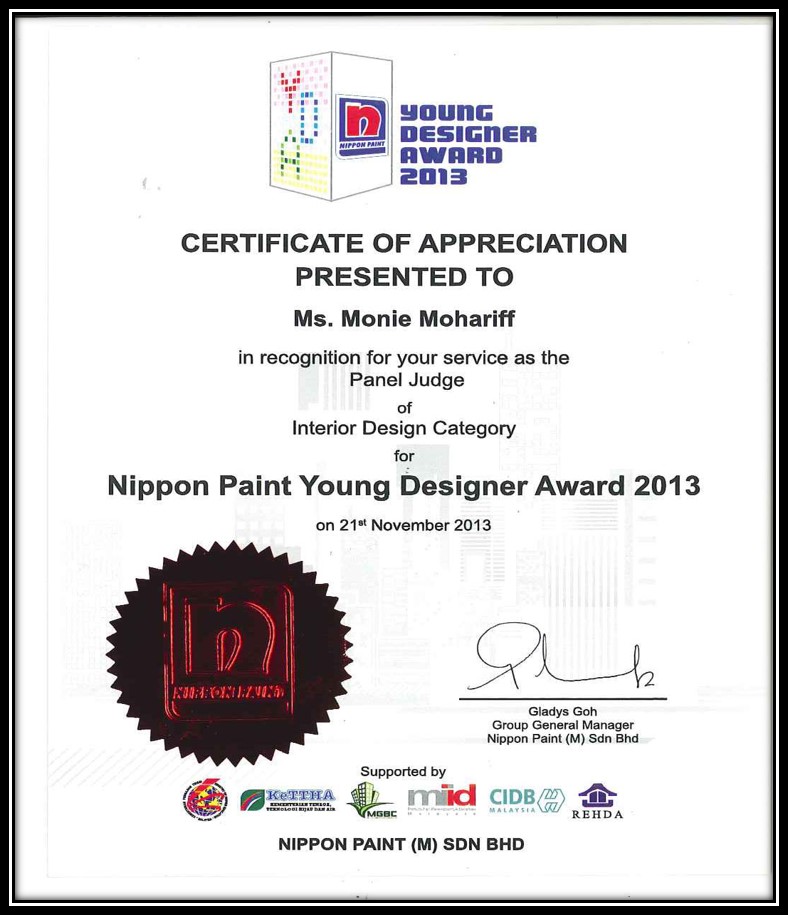 YDA
n
NIPPON PAINT
YOUNG
DESIGNER
AWARD
2013
CERTIFICATE OF APPRECIATION
PRESENTED TO
Ms. Monie Mohariff
in recognition for your service as the
Panel Judge
of
Interior Design Category
for
Nippon Paint Young Designer Award 2013
on 21st November 2013
n
NIPPON PAINT
Gladys Goh
Group General Manager
Nippon Paint (M) Sdn Bhd
Supported by
KeTTHA
KEMENTERIAN TENAGA,
TEKNOLOGI HIJAU DAN AIR
MGBC
miid
Malaysia
CIDB
MALAYSIA
REHDA
NIPPON PAINT (M) SDN BHD